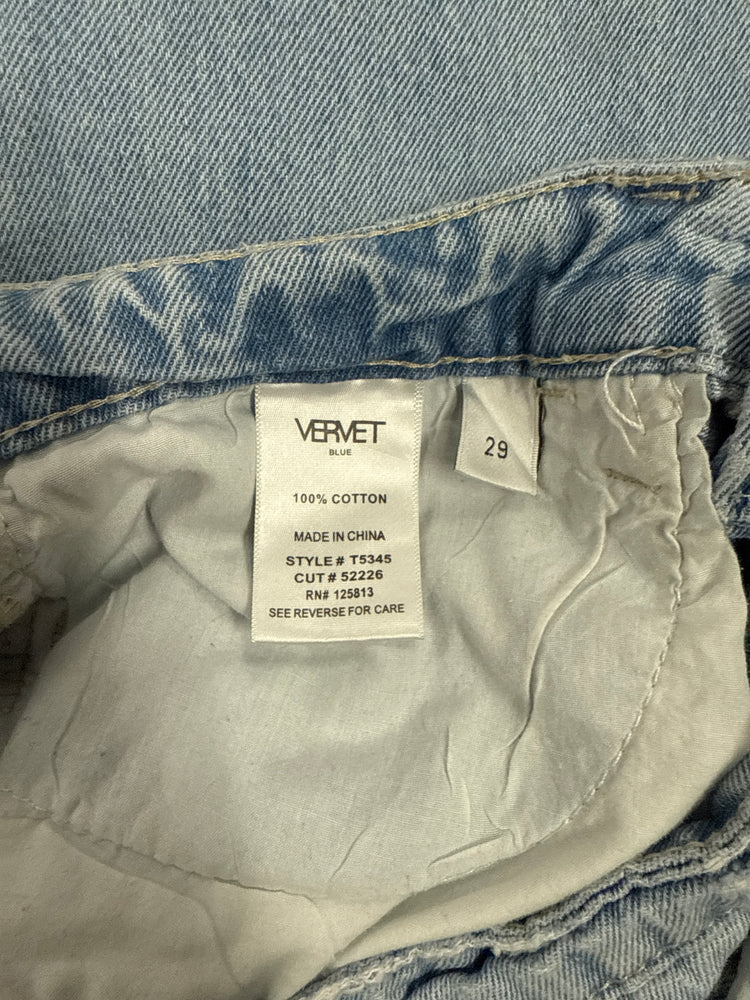 VERVET
BLUE
100% COTTON
MADE IN CHINA
STYLE# T5345
CUT# 52226
RN# 125813
SEE REVERSE FOR CARE
29